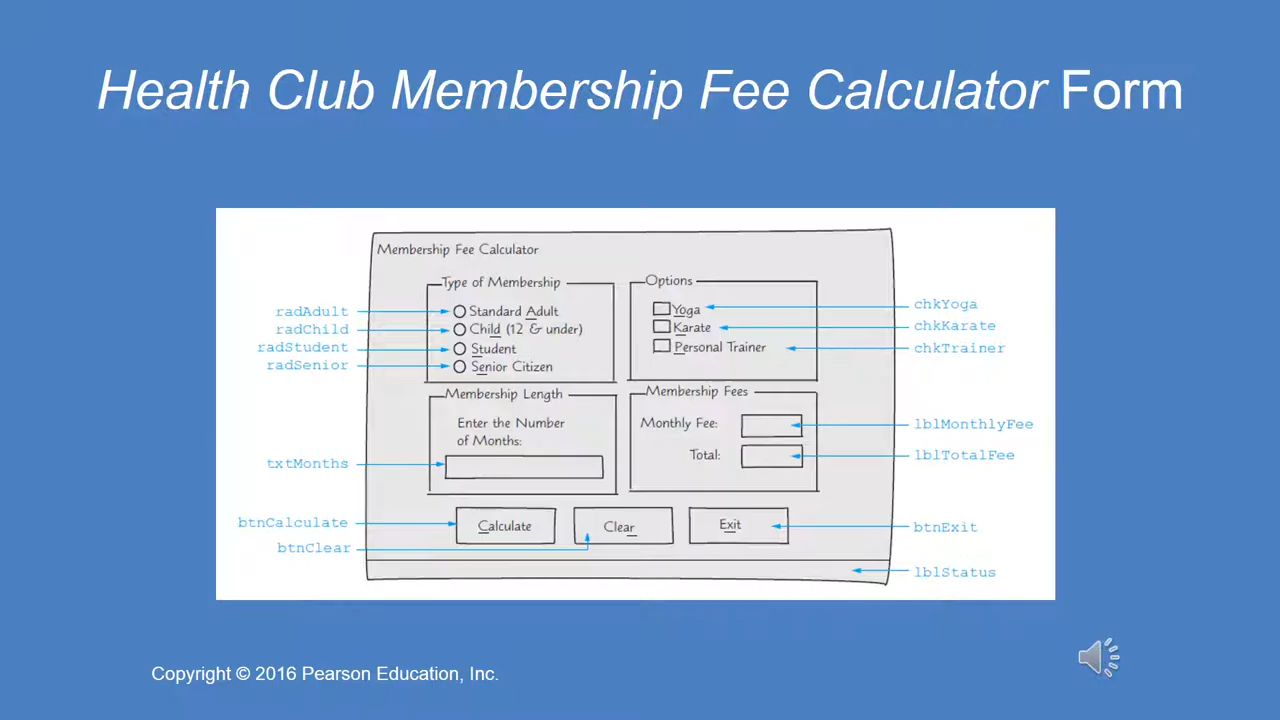 Health Club Membership Fee Calculator Form
Membership Fee Calculator
Type of Membership
radAdult
Standard Adult
radChild
Child (12 & under)
radStudent
Student
radSenior
Senior Citizen
Options
Yoga
chkYoga
Karate
chkKarate
Personal Trainer
chkTrainer
Membership Length
Enter the Number
of Months:
txtMonths
Membership Fees
Monthly Fee:
lblMonthlyFee
Total:
lblTotalFee
btnCalculate
Calculate
btnClear
Clear
Exit
btnExit
lblStatus
Copyright © 2016 Pearson Education, Inc.